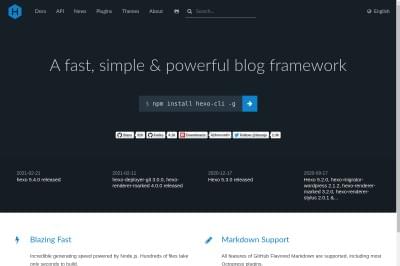 H
Docs API News Plugins Themes About Search... English
A fast, simple & powerful blog framework
$ npm install hexo-cli -g
2021-02-21
hexo 5.4.0 released
2021-02-11
hexo-deployer-git 3.0.0, hexo-
renderer-marked 4.0.0 released
2020-12-17
Hexo 5.3.0 released
2020-09-17
Hexo 5.2.0, hexo-migrator-
wordpress 2.1.2, hexo-renderer-
marked 3.2.0, hexo-renderer-
stylus 2.0.1 &...
Blazing Fast
Incredible generating speed powered by Node.js. Hundreds of files take
only seconds to build.
Markdown Support
All features of GitHub Flavored Markdown are supported, including most
Octopress plugins.